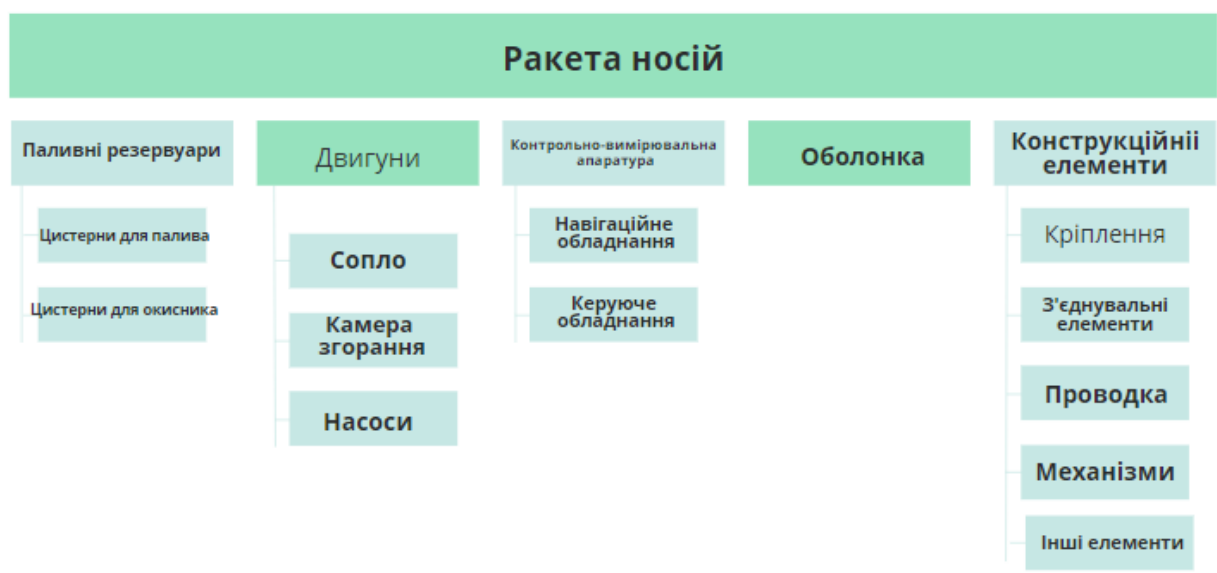 Ракета носій
Паливні резервуари
Цистерни для палива
Цистерни для окисника
Двигуни
Сопло
Камера
згорання
Насоси
Контрольно-вимірювальна
апаратура
Навігаційне
обладнання
Керуюче
обладнання
Оболонка
Конструкційніі
елементи
Кріплення
З'єднувальні
елементи
Проводка
Механізми
Інші елементи